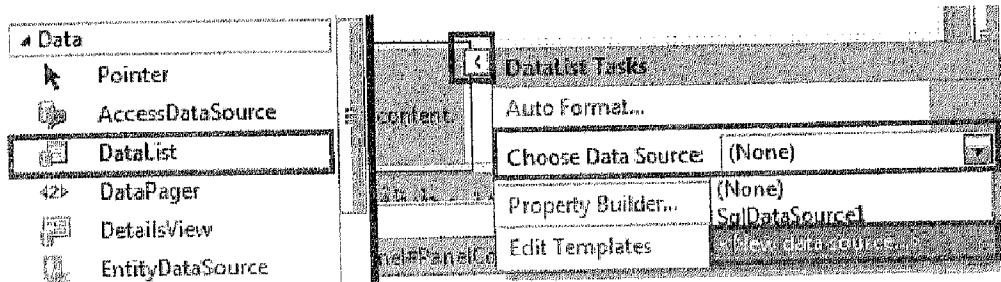 Data
Pointer
AccessDataSource
DataList
DataPager
DetailsView
EntityDataSource
content.
DataList Tasks
Auto Format...
Choose Data Source: (None)
(None)
SqlDataSource1
<New data source...>
Property Builder...
Edit Templates